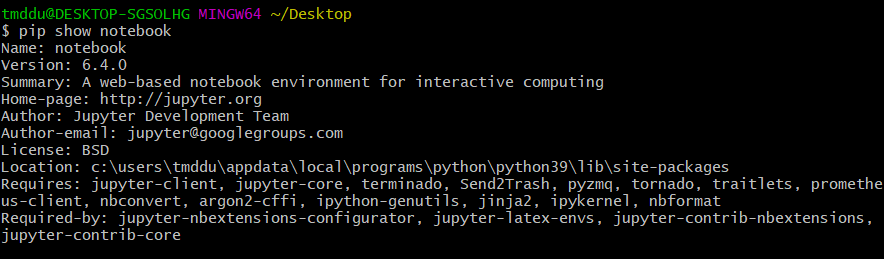 tmddu@DESKTOP-SGSOLHG MINGW64 ~/Desktop
$ pip show notebook
Name: notebook
Version: 6.4.0
Summary: A web-based notebook environment for interactive computing
Home-page: http://jupyter.org
Author: Jupyter Development Team
Author-email: jupyter@googlegroups.com
License: BSD
Location: c:\users\tmddu\appdata\local\programs\python\python39\lib\site-packages
Requires: jupyter-client, jupyter-core, terminado, Send2Trash, pyzmq, tornado, traitlets, promethe
us-client, nbconvert, argon2-cffi, ipython-genutils, jinja2, ipykernel, nbformat
Required-by: jupyter-nbextensions-configurator, jupyter-latex-envs, jupyter-contrib-nbextensions,
jupyter-contrib-core